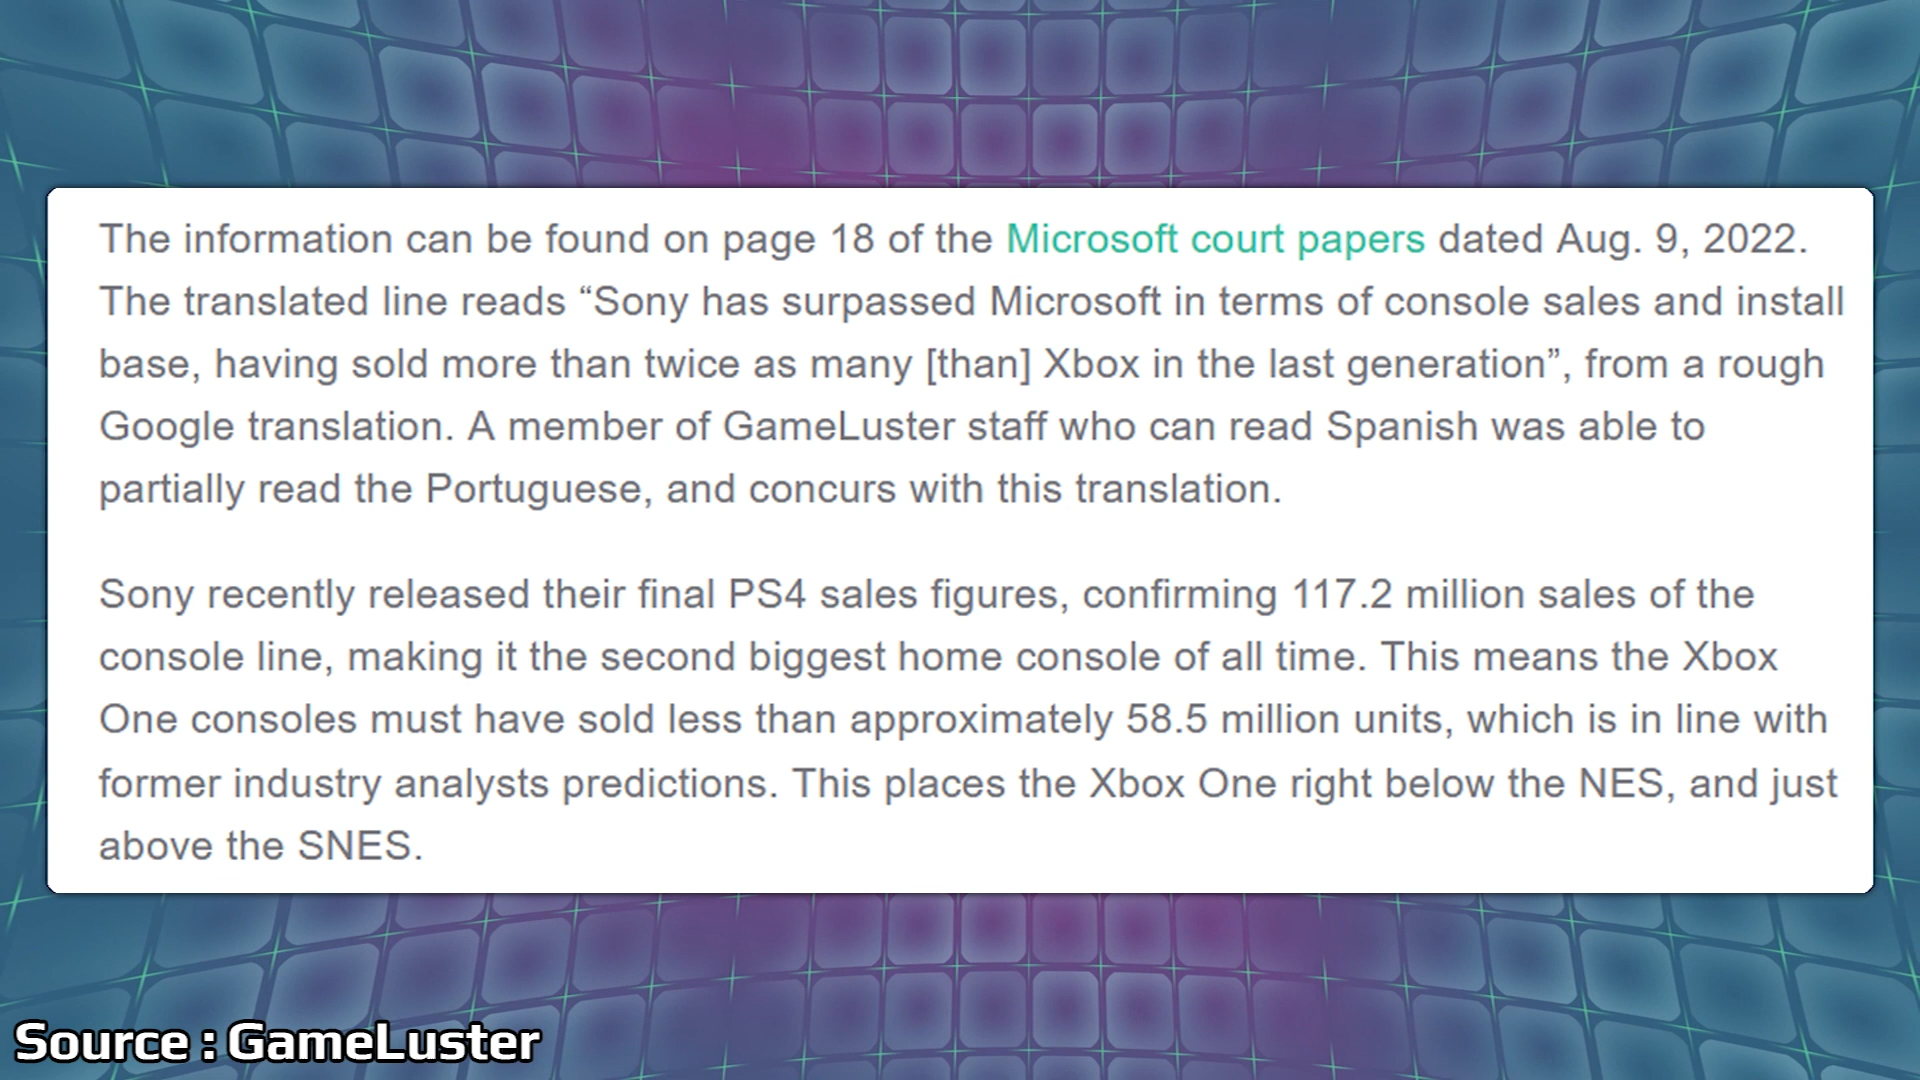 The information can be found on page 18 of the Microsoft court papers dated Aug. 9, 2022.
The translated line reads “Sony has surpassed Microsoft in terms of console sales and install
base, having sold more than twice as many [than] Xbox in the last generation”, from a rough
Google translation. A member of GameLuster staff who can read Spanish was able to
partially read the Portuguese, and concurs with this translation.
Sony recently released their final PS4 sales figures, confirming 117.2 million sales of the
console line, making it the second biggest home console of all time. This means the Xbox
One consoles must have sold less than approximately 58.5 million units, which is in line with
former industry analysts predictions. This places the Xbox One right below the NES, and just
above the SNES.
Source : GameLuster